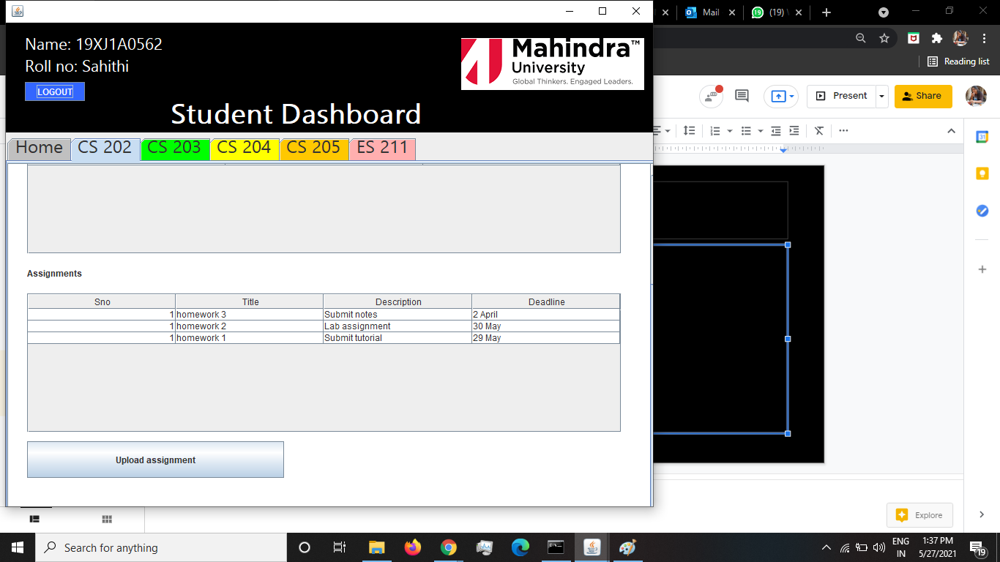 Mail
(19)
Name: 19XJ1A0562
Roll no: Sahithi
LOGOUT
Mahindra™
University
Global Thinkers. Engaged Leaders.
Student Dashboard
Reading list
19
Present
Share
Home CS 202 CS 203 CS 204 CS 205 ES 211
31
Assignments
Sno Title Description Deadline
1 homework 3 Submit notes 2 April
1 homework 2 Lab assignment 30 May
1 homework 1 Submit tutorial 29 May
Upload assignment
Explore
Search for anything
ENG
IN
1:37 PM
5/27/2021
19